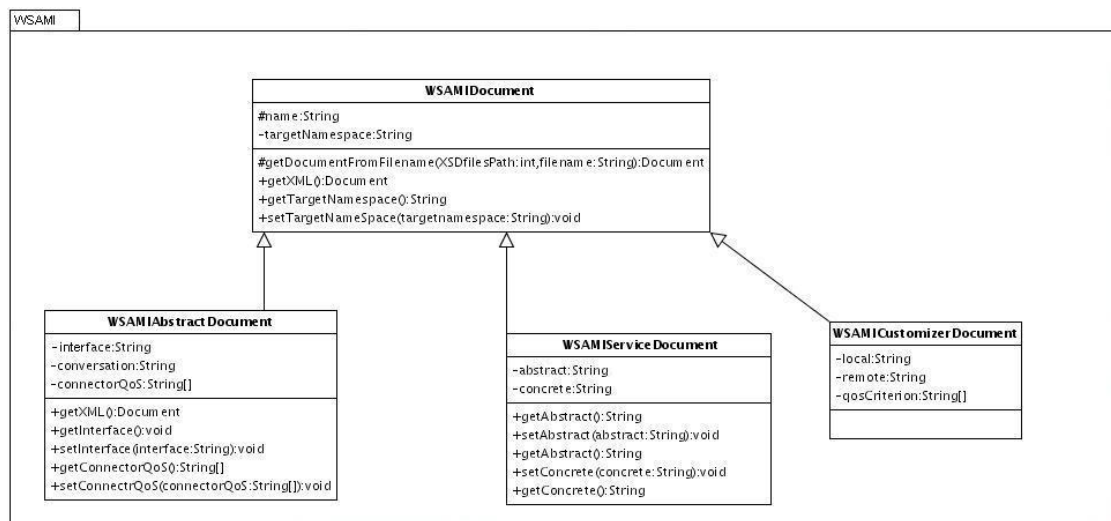 WSAMI
WSAMIDocument
#name:String
-targetNamespace:String
#getDocumentFromFilename(XSDfilesPath:int,filename:String):Document
+getXML():Document
+getTargetNamespace():String
+setTargetNameSpace(targetnamespace:String):void
WSAMIAbstractDocument
-interface:String
-conversation:String
-connectorQoS:String[]
+getXML():Document
+getInterface():void
+setInterface(interface:String):void
+getConnectorQoS():String[]
+setConnectrQoS(connectorQoS:String[]):void
WSAMIServiceDocument
-abstract:String
-concrete:String
+getAbstract():String
+setAbstract(abstract:String):void
+getAbstract():String
+setConcrete(concrete:String):void
+getConcrete():String
WSAMICustomizerDocument
-local:String
-remote:String
-qosCriterion:String[]